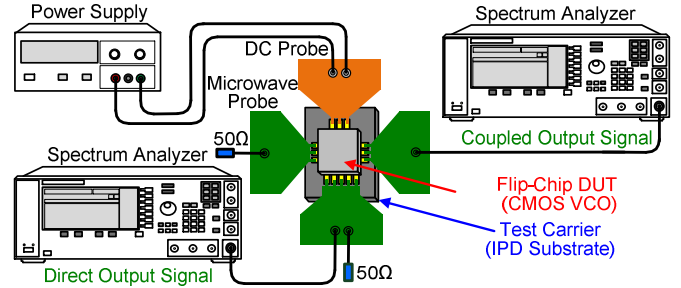 Power Supply
Spectrum Analyzer
DC Probe
Microwave
Probe
50Ω
Coupled Output Signal
Spectrum Analyzer
Flip-Chip DUT
(CMOS VCO)
Test Carrier
(IPD Substrate)
Direct Output Signal
50Ω